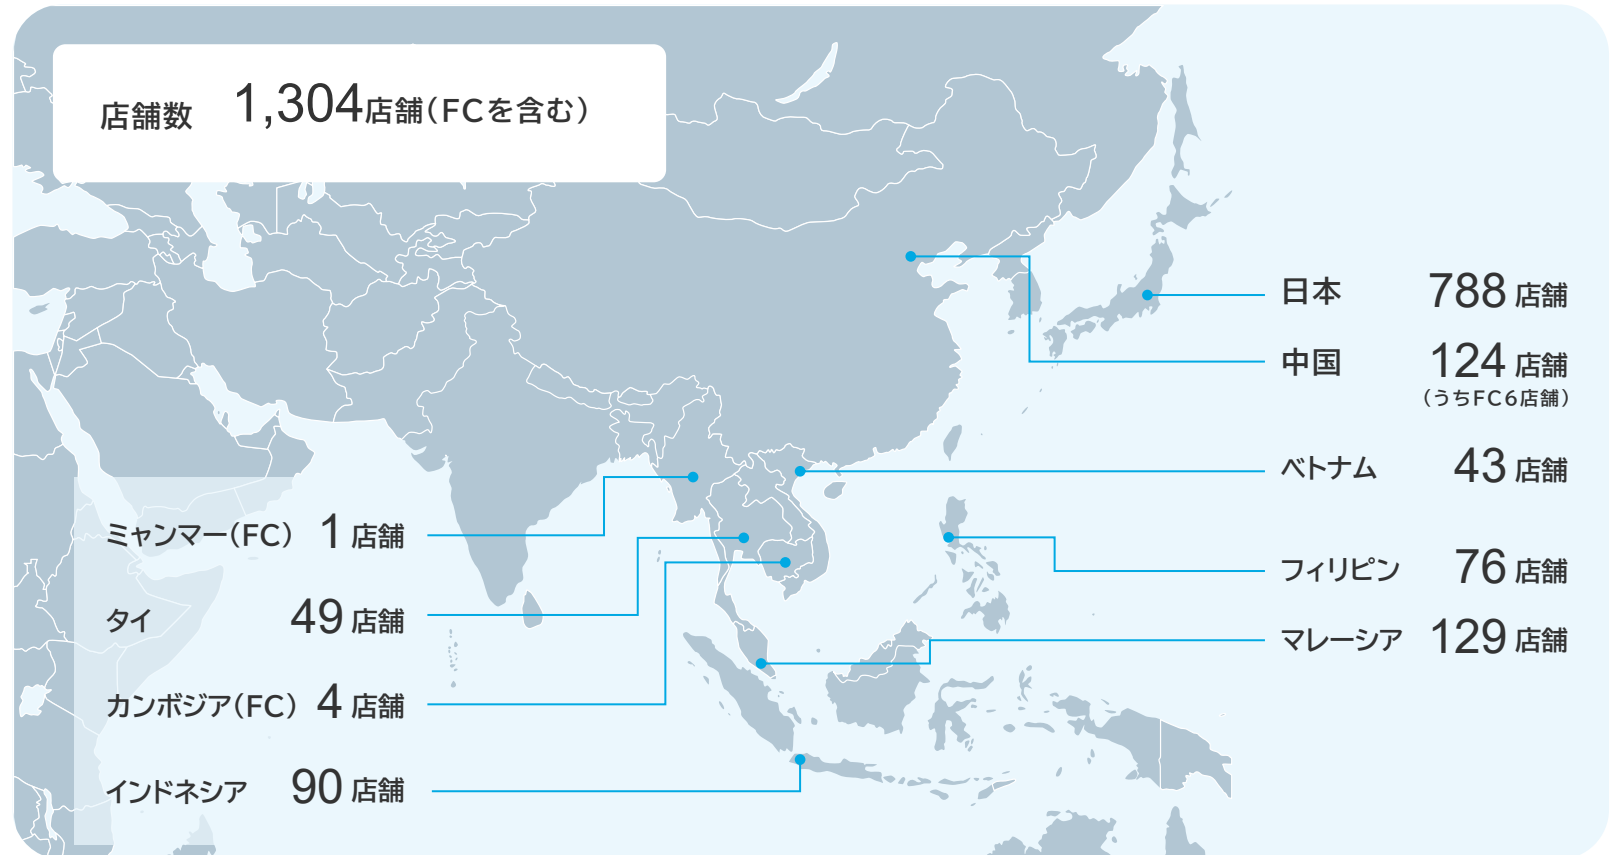 店舗数 1,304店舗（FCを含む）
日本 788 店舗
中国 124 店舗
（うちFC6店舗）
ベトナム 43 店舗
フィリピン 76 店舗
マレーシア 129 店舗
ミャンマー（FC） 1 店舗
タイ 49 店舗
カンボジア（FC） 4 店舗
インドネシア 90 店舗